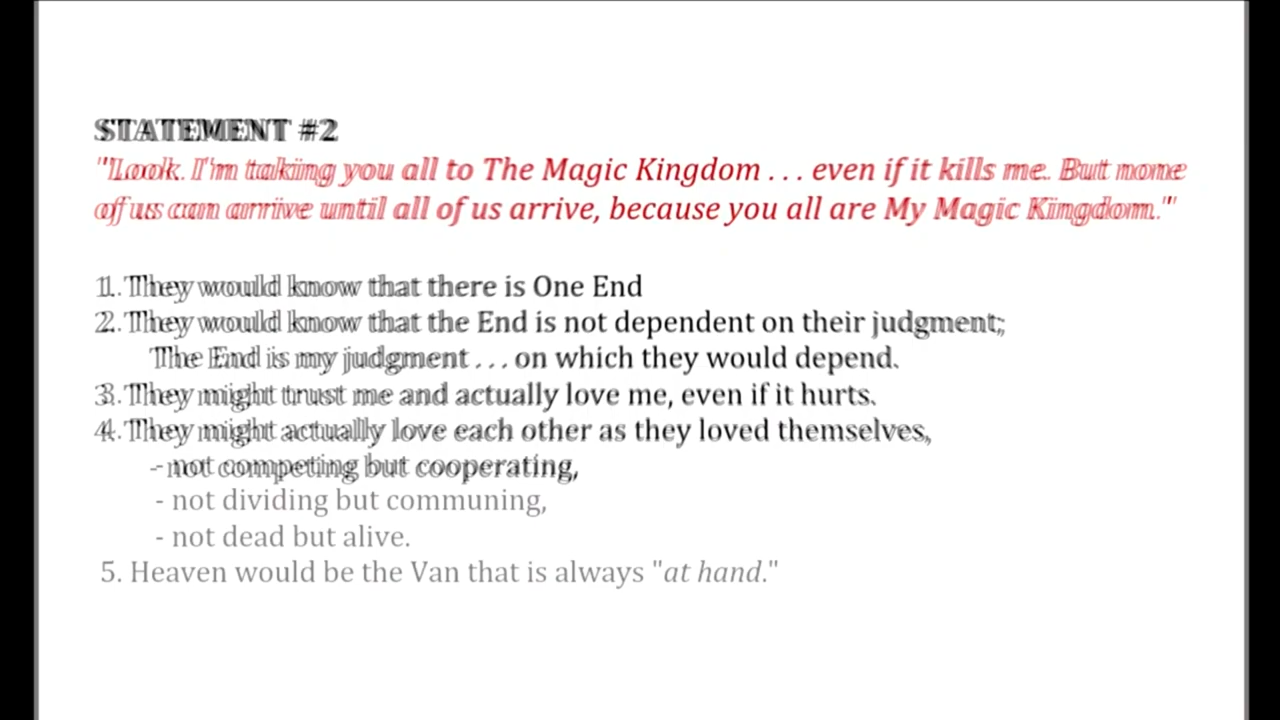 STATEMENT #2
"Look. I'm taking you all to The Magic Kingdom . . . even if it kills me. But none
of us can arrive until all of us arrive, because you all are My Magic Kingdom."
1. They would know that there is One End
2. They would know that the End is not dependent on their judgment;
The End is my judgment . . . on which they would depend.
3. They might trust me and actually love me, even if it hurts.
4. They might actually love each other as they loved themselves,
- not competing but cooperating,
- not dividing but communing,
- not dead but alive.
5. Heaven would be the Van that is always "at hand."